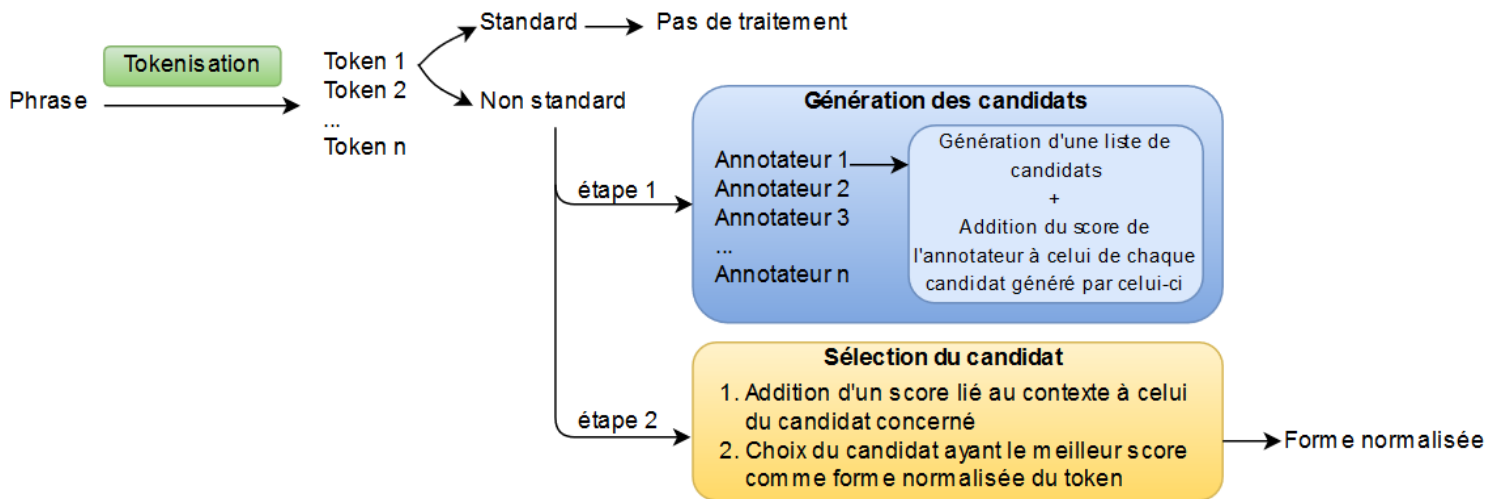 Phrase
Tokenisation
Token 1
Token 2
...
Token n
Standard
Pas de traitement
Non standard
étape 1
Génération des candidats
Annotateur 1
Annotateur 2
Annotateur 3
...
Annotateur n
Génération d'une liste de
candidats
+
Addition du score de
l'annotateur à celui de chaque
candidat généré par celui-ci
étape 2
Sélection du candidat
1. Addition d'un score lié au contexte à celui
du candidat concerné
2. Choix du candidat ayant le meilleur score
comme forme normalisée du token
Forme normalisée